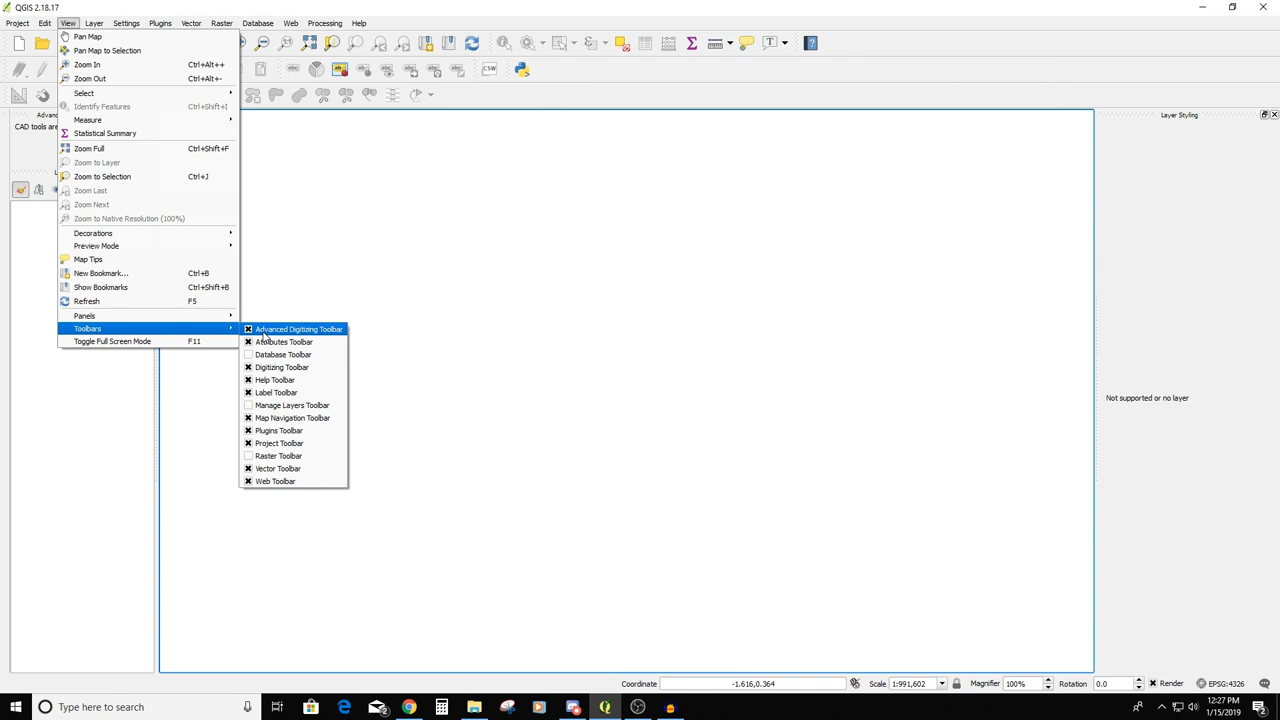 QGIS 2.18.17
Project Edit View Layer Settings Plugins Vector Raster Database Web Processing Help
Pan Map
Pan Map to Selection
Zoom In Ctrl+Alt++
Zoom Out Ctrl+Alt+-
Select
Identify Features Ctrl+Shift+I
Measure
Statistical Summary
Zoom Full Ctrl+Shift+F
Zoom to Layer
Zoom to Selection Ctrl+J
Zoom Last
Zoom Next
Zoom to Native Resolution (100%)
Decorations
Preview Mode
Map Tips
New Bookmark... Ctrl+B
Show Bookmarks Ctrl+Shift+B
Refresh F5
Panels
Toolbars
Toggle Full Screen Mode F11
Advanced Digitizing Toolbar
Attributes Toolbar
Database Toolbar
Digitizing Toolbar
Help Toolbar
Label Toolbar
Manage Layers Toolbar
Map Navigation Toolbar
Plugins Toolbar
Project Toolbar
Raster Toolbar
Vector Toolbar
Web Toolbar
abc
CSW
Advan
CAD tools are
Layer Styling
Not supported or no layer
Coordinate -1.616,0.364 Scale 1:991,602 Magnifier 100% Rotation 0.0 Render EPSG:4326
Type here to search
12:27 PM
1/15/2019